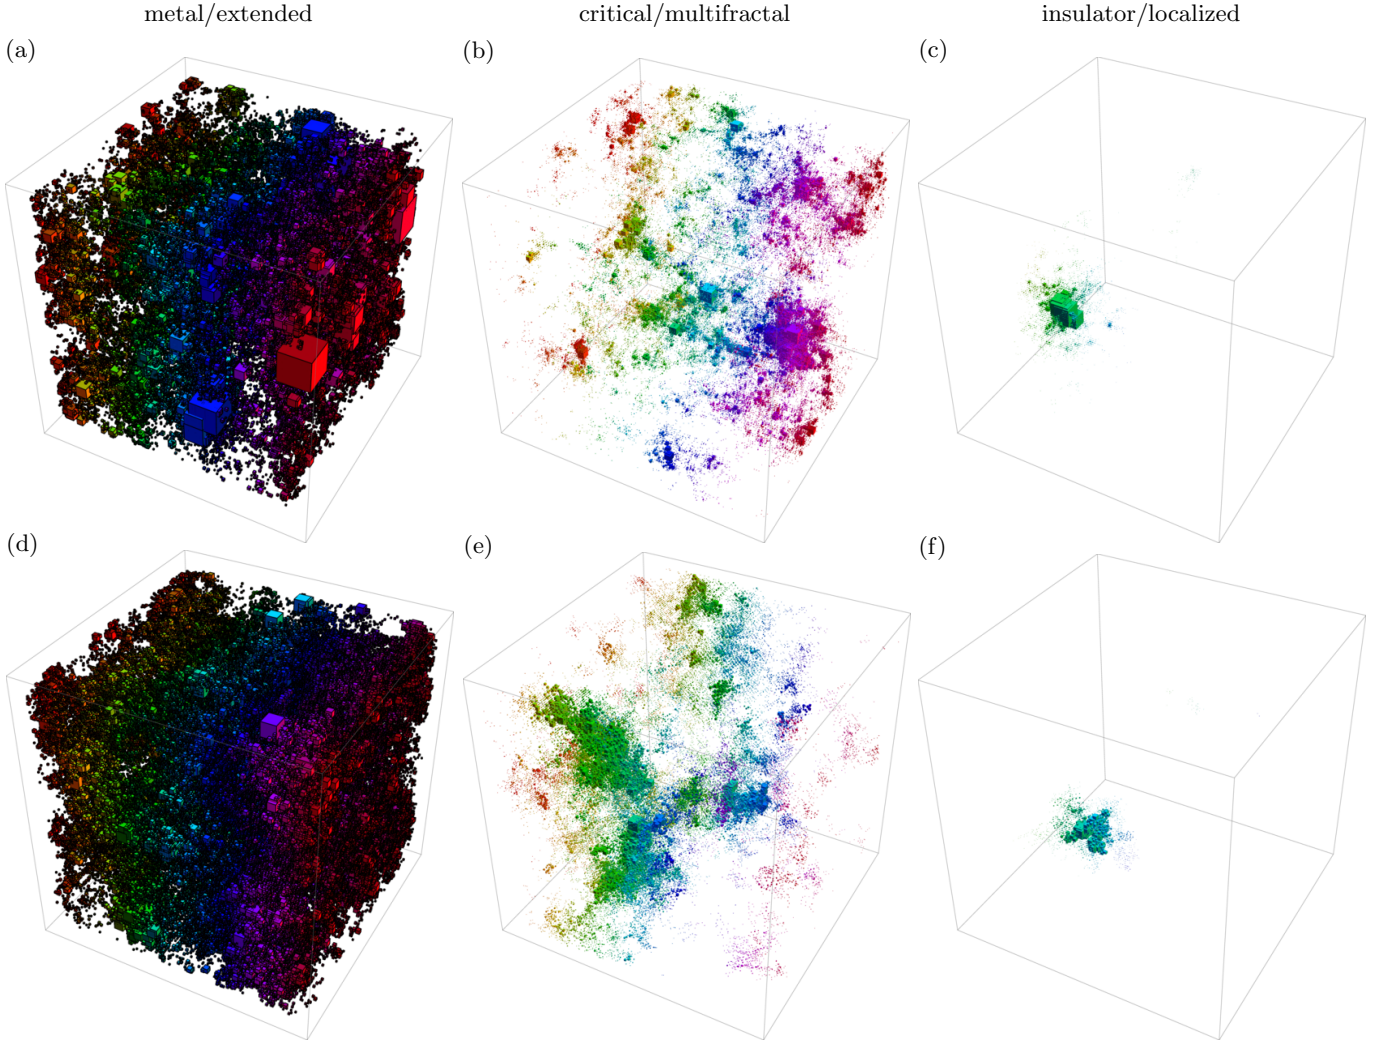 metal/extended
critical/multifractal
insulator/localized
(a)
(b)
(c)
(d)
(e)
(f)